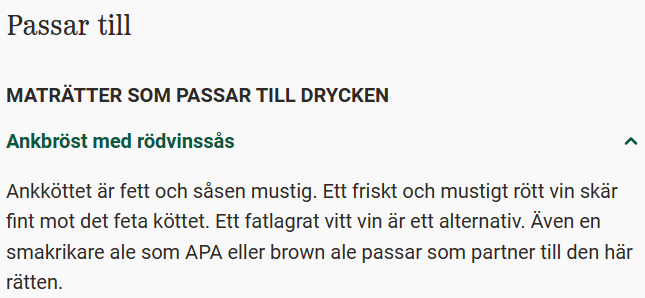 Passar till
MATRÄTTER SOM PASSAR TILL DRYCKEN
Ankbröst med rödvinssås
Ankköttet är fett och såsen mustig. Ett friskt och mustigt rött vin skär
fint mot det feta köttet. Ett fatlagrat vitt vin är ett alternativ. Även en
smakrikare ale som APA eller brown ale passar som partner till den här
rätten.